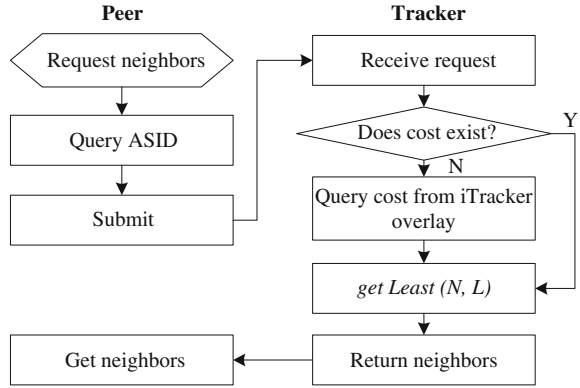 Peer
Tracker
Request neighbors
Receive request
Query ASID
Does cost exist?
Y
N
Submit
Query cost from iTracker
overlay
get Least (N, L)
Get neighbors
Return neighbors